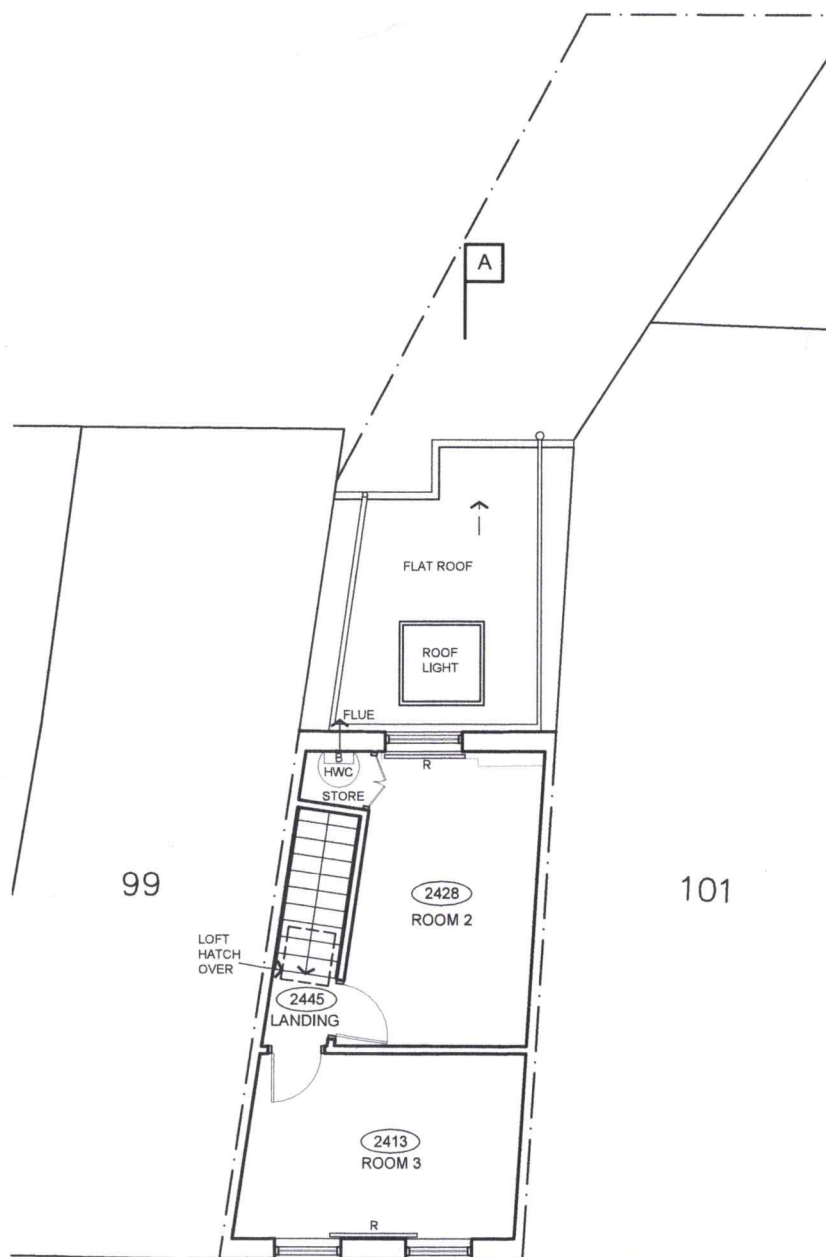 A
FLAT ROOF
ROOF
LIGHT
FLUE
B
HWC
R
STORE
99
2428
ROOM 2
101
LOFT
HATCH
OVER
2445
LANDING
2413
ROOM 3
R